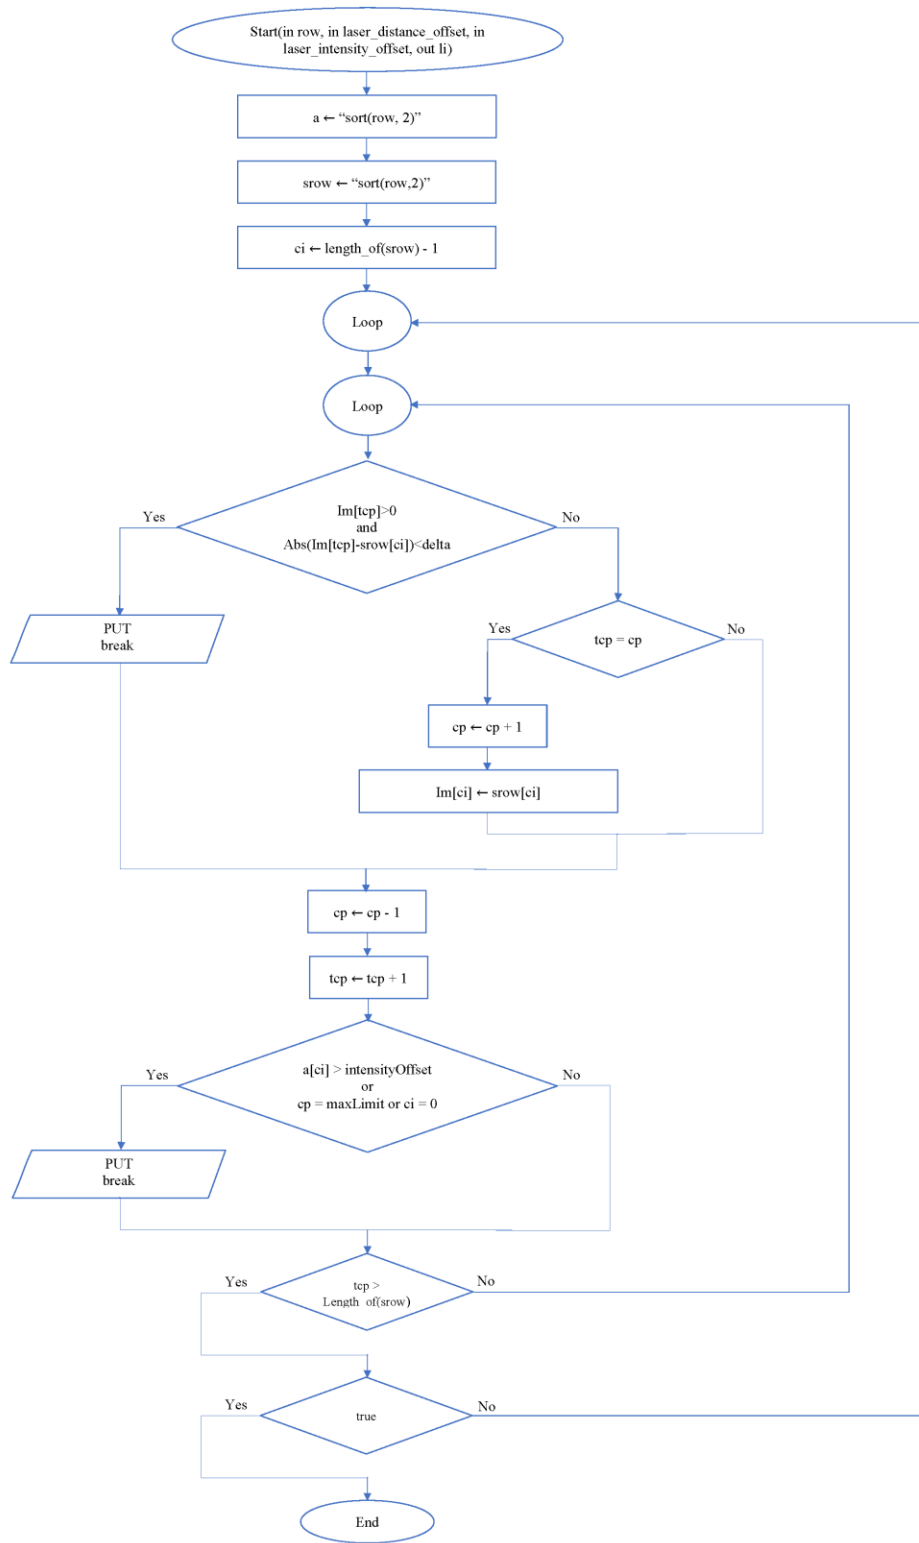 Start(in row, in laser_distance_offset, in
laser_intensity_offset, out li)
a ← “sort(row, 2)”
srow ← “sort(row,2)”
ci ← length_of(srow) - 1
Loop
Loop
Im[tcp]>0
and
Abs(Im[tcp]-srow[ci])<delta
Yes
No
PUT
break
tcp = cp
Yes
No
cp ← cp + 1
Im[ci] ← srow[ci]
cp ← cp - 1
tcp ← tcp + 1
a[ci] > intensityOffset
or
cp = maxLimit or ci = 0
Yes
No
PUT
break
tcp >
Length_of(srow)
Yes
No
true
Yes
No
End